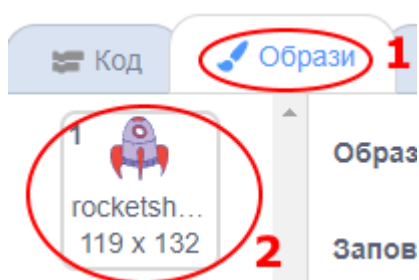 Код
Образи
1
1
rocketsh...
119 x 132
2
Образ
Запов